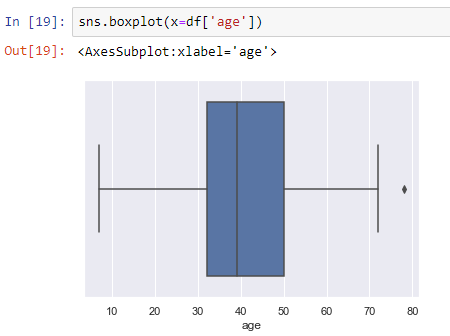 In [19]: sns.boxplot(x=df['age'])
Out[19]: <AxesSubplot:xlabel='age'>
10 20 30 40 50 60 70 80
age